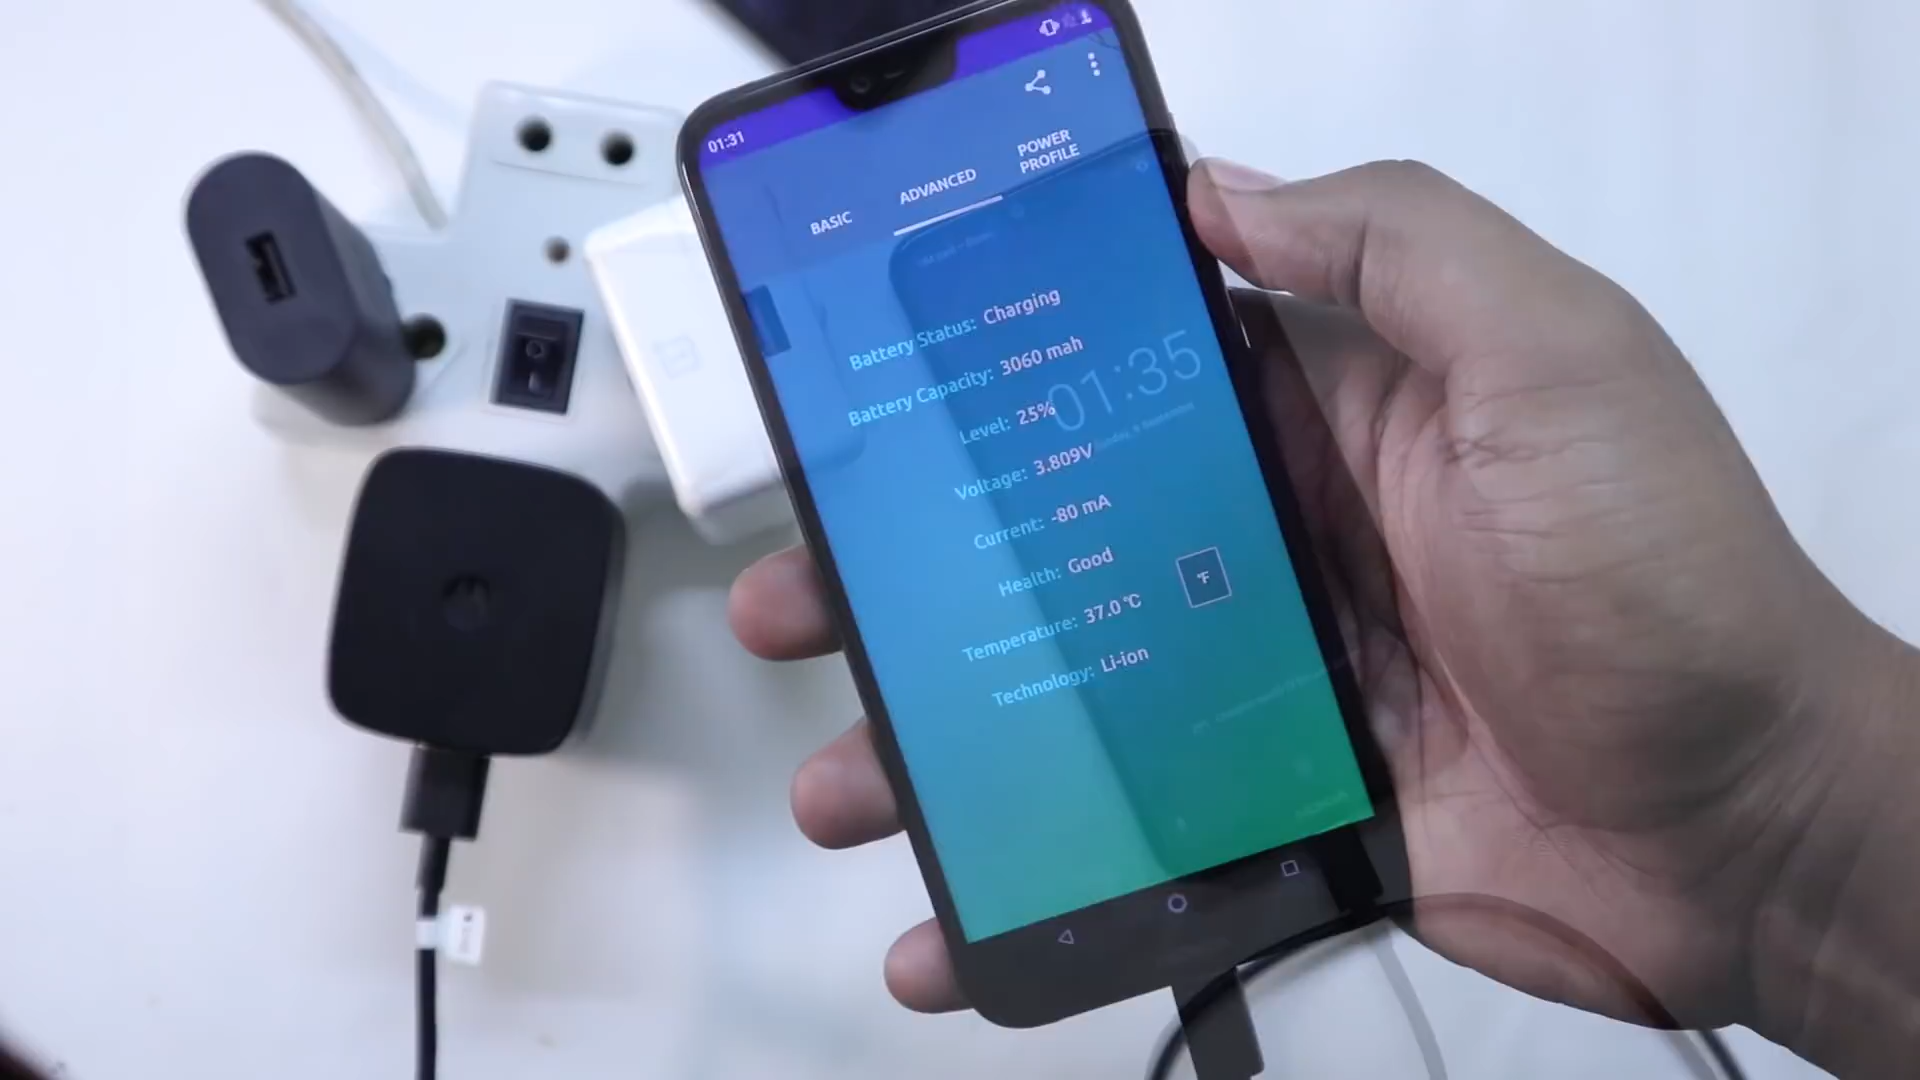 01:31
BASIC
ADVANCED
POWER
PROFILE
Battery Status: Charging
Battery Capacity: 3060 mah
01:35
Level: 25%
Voltage: 3.809V
Current: -80 mA
Health: Good
°F
Temperature: 37.0 °C
Technology: Li-ion
NOKIA